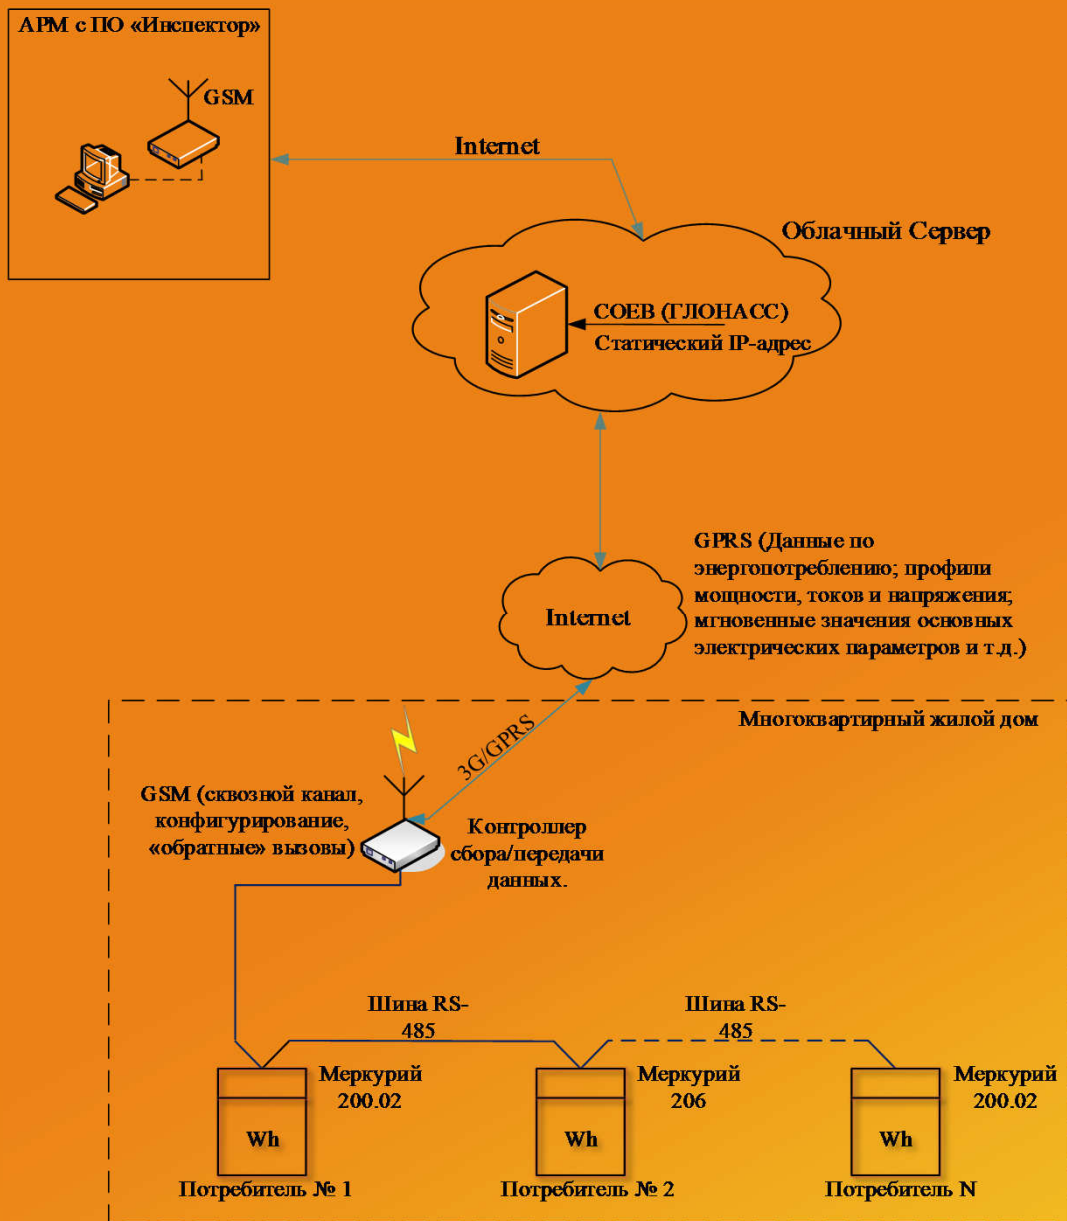 АРМ с ПО «Инспектор»
GSM
Internet
Облачный Сервер
СОЕВ (ГЛОНАСС)
Статический IP-адрес
GPRS (Данные по
энергопотреблению; профили
мощности, токов и напряжения;
мгновенные значения основных
электрических параметров и т.д.)
Internet
Многоквартирный жилой дом
3G/GPRS
GSM (сквозной канал,
конфигурирование,
«обратные» вызовы)
Контроллер
сбора/передачи
данных.
Шина RS-
485
Шина RS-
485
Меркурий
200.02
Wh
Потребитель № 1
Меркурий
206
Wh
Потребитель № 2
Меркурий
200.02
Wh
Потребитель N